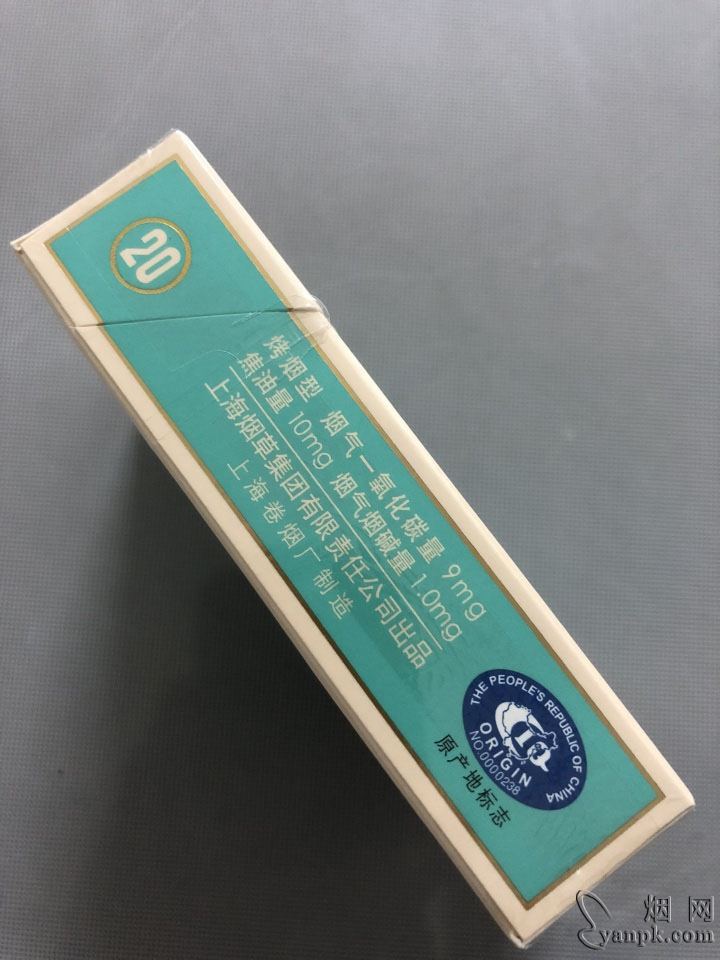 20
烤烟型 烟气一氧化碳量 9mg
焦油量 10mg 烟气烟碱量 1.0mg
上海烟草集团有限责任公司出品
上海卷烟厂制造
THE PEOPLE'S REPUBLIC OF CHINA
ORIGIN
NO.0000238
原产地标志
烟网
yanpk.com